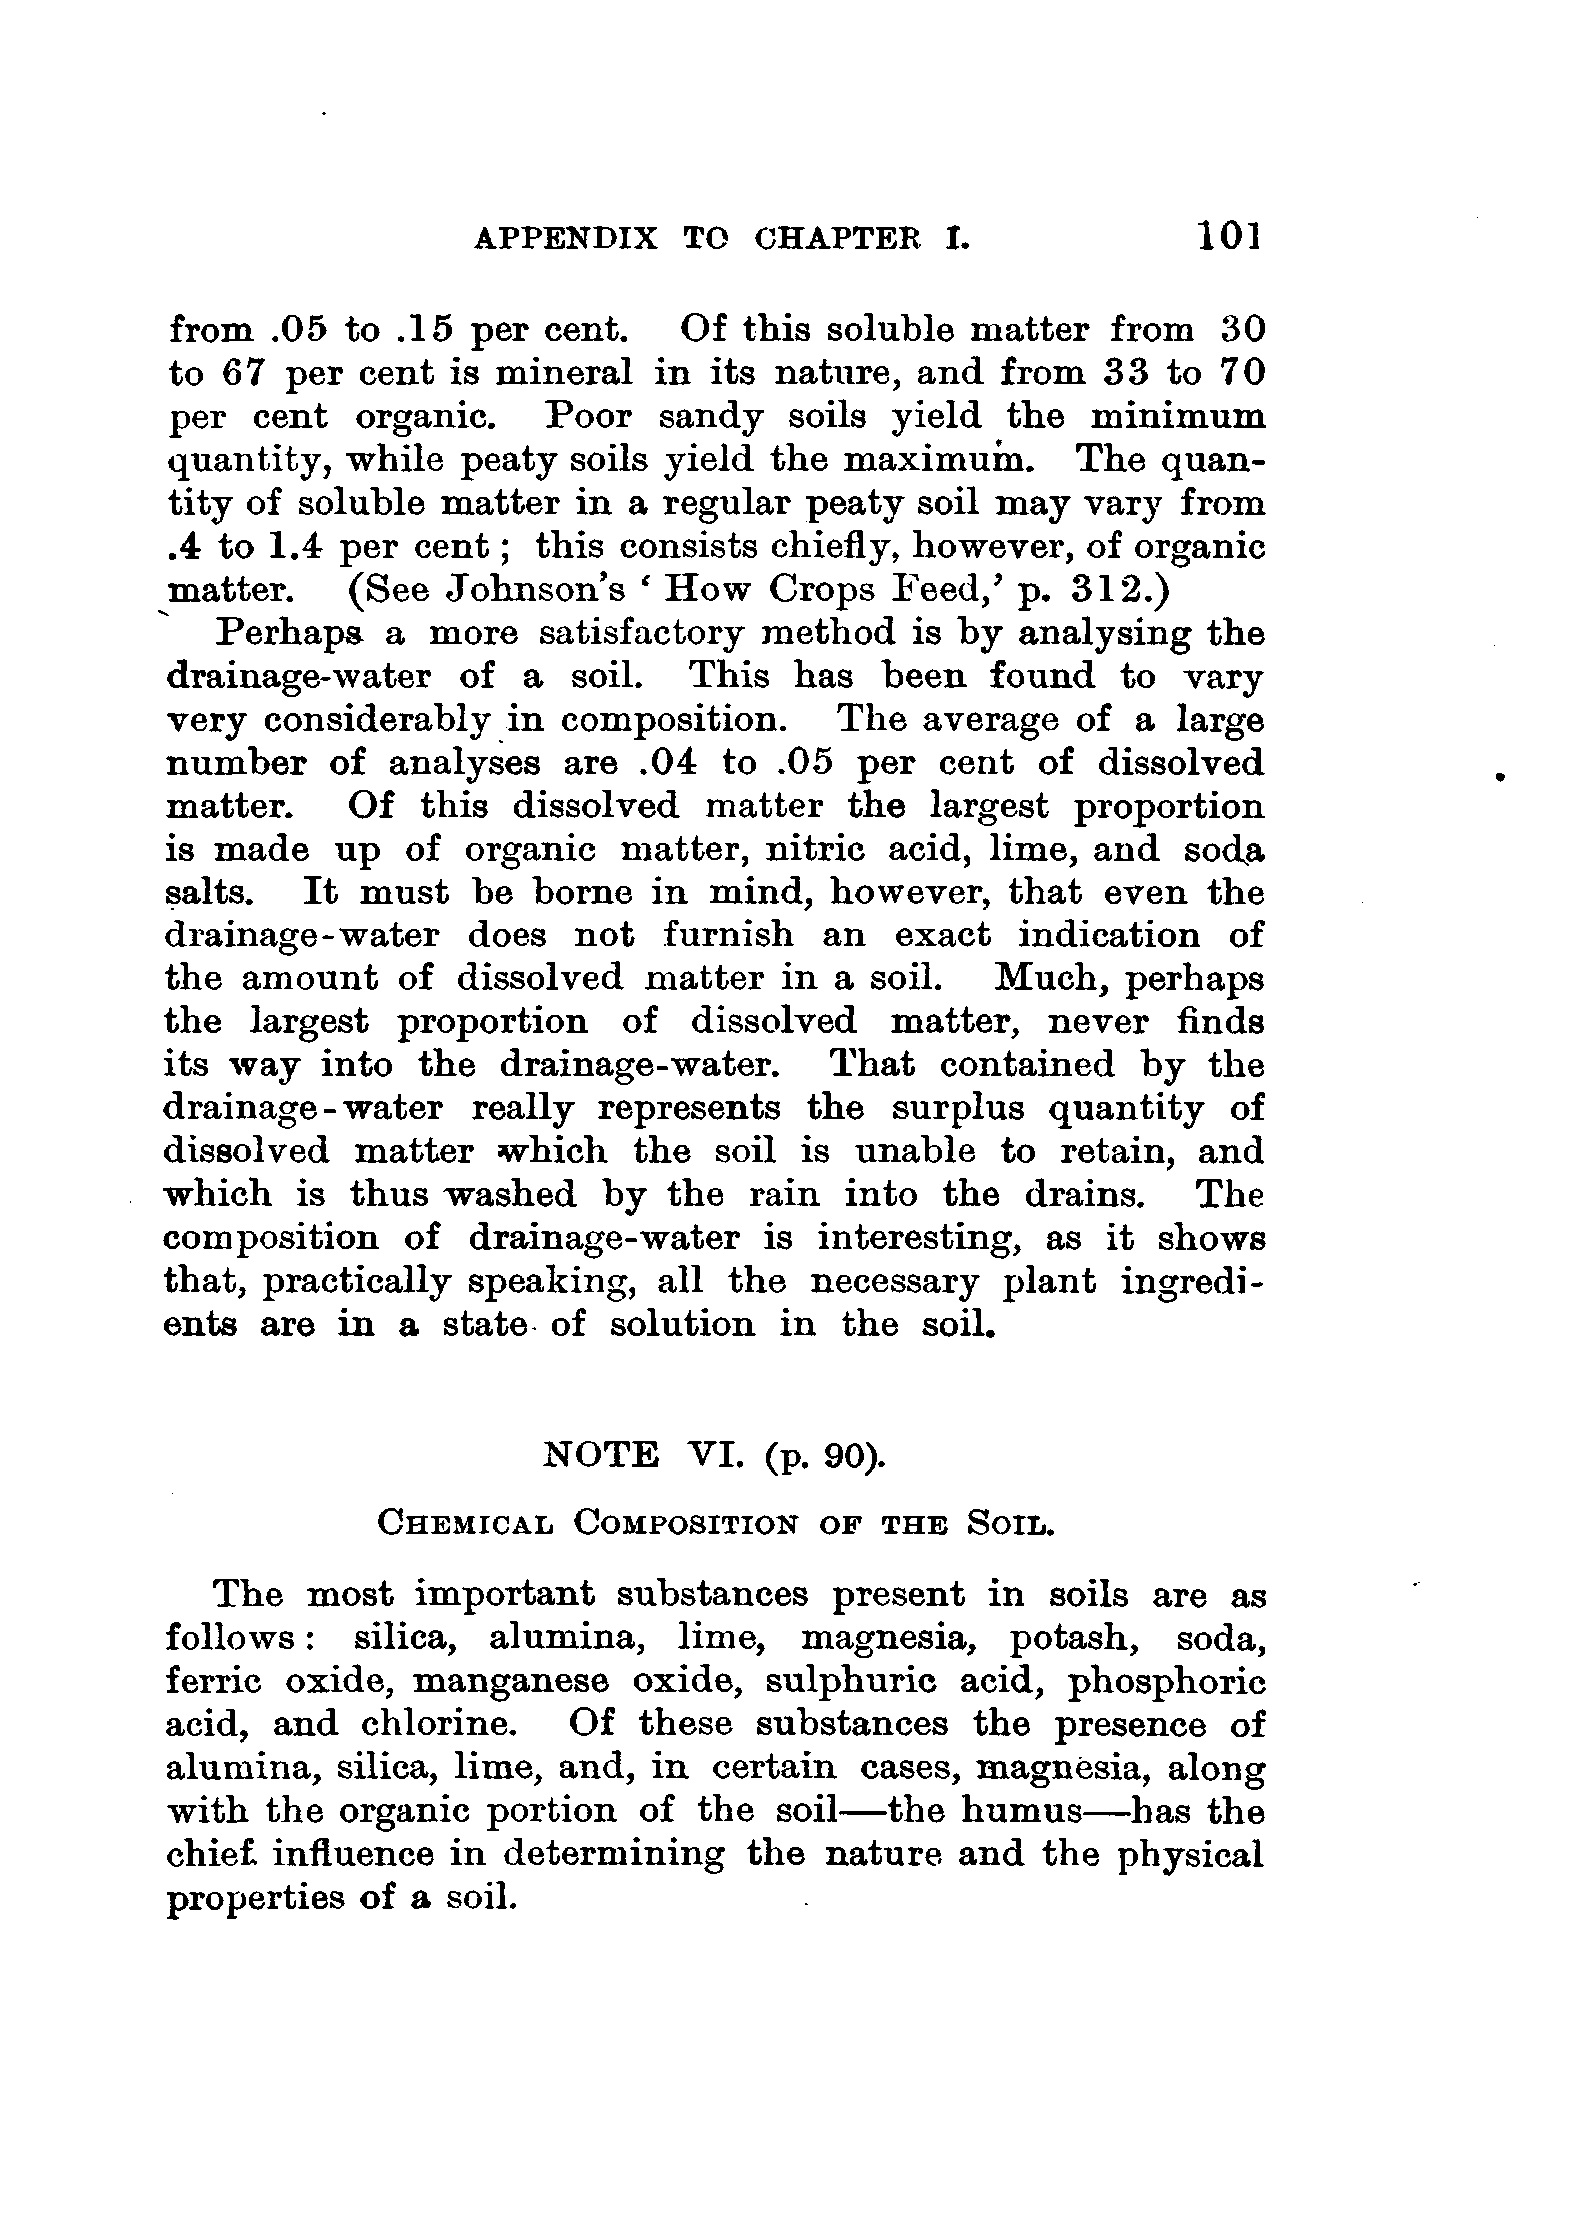 APPENDIX TO CHAPTER I. 101
from .05 to .15 per cent. Of this soluble matter from 30
to 67 per cent is mineral in its nature, and from 33 to 70
per cent organic. Poor sandy soils yield the minimum
quantity, while peaty soils yield the maximum. The quan-
tity of soluble matter in a regular peaty soil may vary from
.4 to 1.4 per cent; this consists chiefly, however, of organic
matter. (See Johnson's 'How Crops Feed,' p. 312.)
Perhaps a more satisfactory method is by analysing the
drainage-water of a soil. This has been found to vary
very considerably in composition. The average of a large
number of analyses are .04 to .05 per cent of dissolved
matter. Of this dissolved matter the largest proportion
is made up of organic matter, nitric acid, lime, and soda
salts. It must be borne in mind, however, that even the
drainage-water does not furnish an exact indication of
the amount of dissolved matter in a soil. Much, perhaps
the largest proportion of dissolved matter, never finds
its way into the drainage-water. That contained by the
drainage-water really represents the surplus quantity of
dissolved matter which the soil is unable to retain, and
which is thus washed by the rain into the drains. The
composition of drainage-water is interesting, as it shows
that, practically speaking, all the necessary plant ingredi-
ents are in a state of solution in the soil.
NOTE VI. (p. 90).
CHEMICAL COMPOSITION OF THE SOIL.
The most important substances present in soils are as
follows: silica, alumina, lime, magnesia, potash, soda,
ferric oxide, manganese oxide, sulphuric acid, phosphoric
acid, and chlorine. Of these substances the presence of
alumina, silica, lime, and, in certain cases, magnesia, along
with the organic portion of the soil—the humus—has the
chief influence in determining the nature and the physical
properties of a soil.